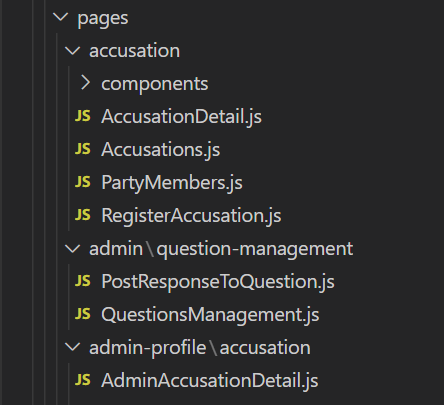 pages
accusation
components
JS AccusationDetail.js
JS Accusations.js
JS PartyMembers.js
JS RegisterAccusation.js
admin\question-management
JS PostResponseToQuestion.js
JS QuestionsManagement.js
admin-profile\accusation
JS AdminAccusationDetail.js